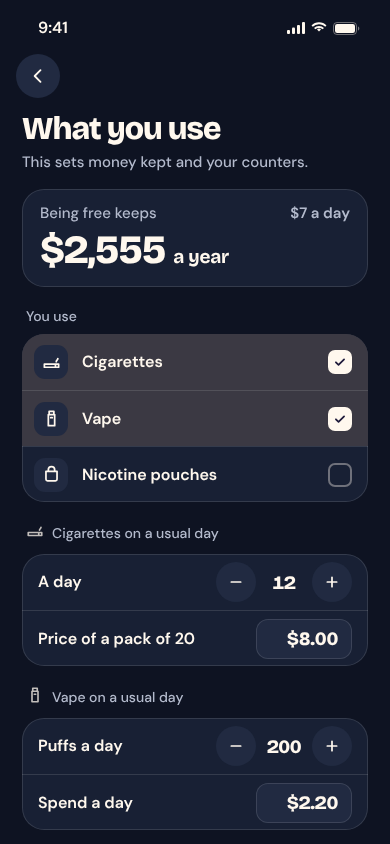 9:41
What you use
This sets money kept and your counters.
Being free keeps $7 a day
$2,555 a year
You use
Cigarettes
Vape
Nicotine pouches
Cigarettes on a usual day
A day 12
Price of a pack of 20 $8.00
Vape on a usual day
Puffs a day 200
Spend a day $2.20